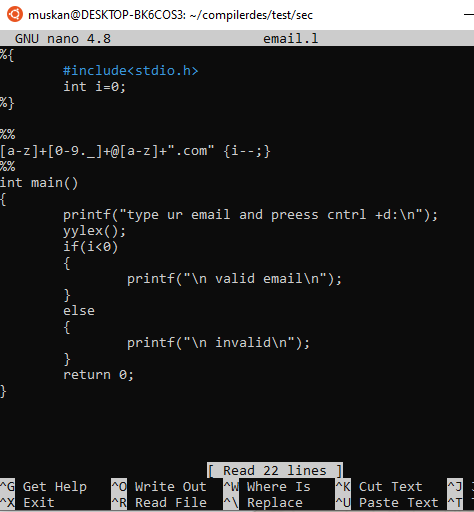 muskan@DESKTOP-BK6COS3: ~/compilerdes/test/sec
GNU nano 4.8 email.l
%{
#include<stdio.h>
int i=0;
%}
%%
[a-z]+[0-9._]+@[a-z]+".com" {i--;}
%%
int main()
{
printf("type ur email and preess cntrl +d:\n");
yylex();
if(i<0)
{
printf("\n valid email\n");
}
else
{
printf("\n invalid\n");
}
return 0;
}
[ Read 22 lines ]
^G Get Help ^O Write Out ^W Where Is ^K Cut Text ^J
^X Exit ^R Read File ^\ Replace ^U Paste Text ^T